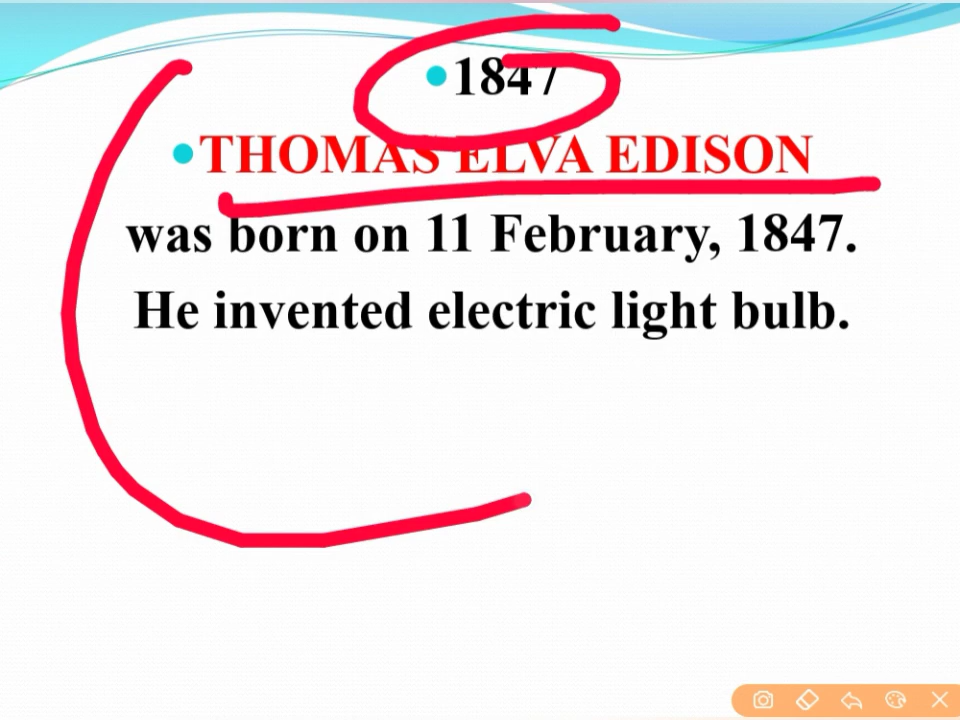 1847
THOMAS ELVA EDISON
was born on 11 February, 1847.
He invented electric light bulb.